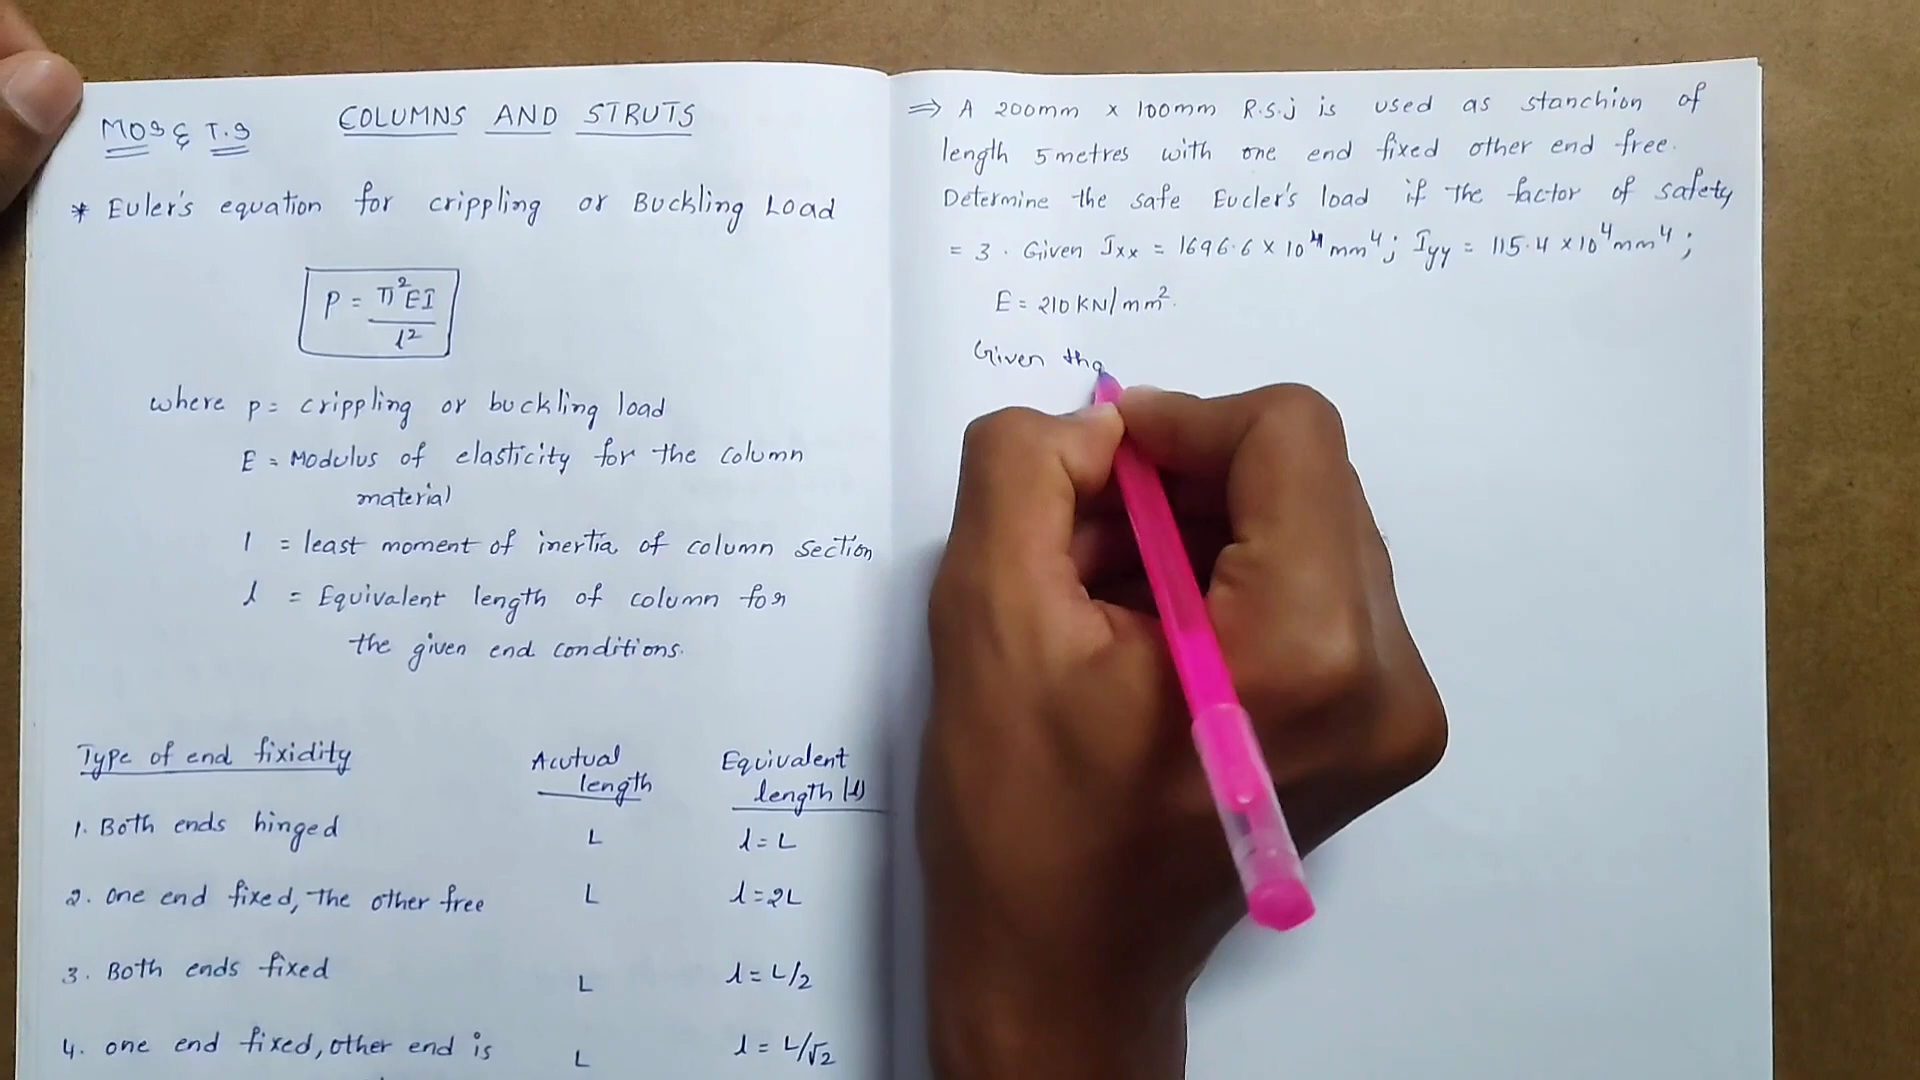 MOS & T.S
COLUMNS AND STRUTS
* Euler's equation for crippling or Buckling Load
P = π²EI / l²
where p = crippling or buckling load
E = Modulus of elasticity for the column
material
I = least moment of inertia of column section
l = Equivalent length of column for
the given end conditions.
Type of end fixidity
Acutual length
Equivalent length (l)
1. Both ends hinged L l = L
2. one end fixed, the other free L l = 2L
3. Both ends fixed L l = L/2
4. one end fixed, other end is L l = L/√2
⇒ A 200mm x 100mm R.S.j is used as stanchion of
length 5metres with one end fixed other end free.
Determine the safe Eucler's load if the factor of safety
= 3. Given Ixx = 1696.6 x 10⁴ mm⁴; Iyy = 115.4 x 10⁴ mm⁴;
E = 210 KN/mm².
Given tha